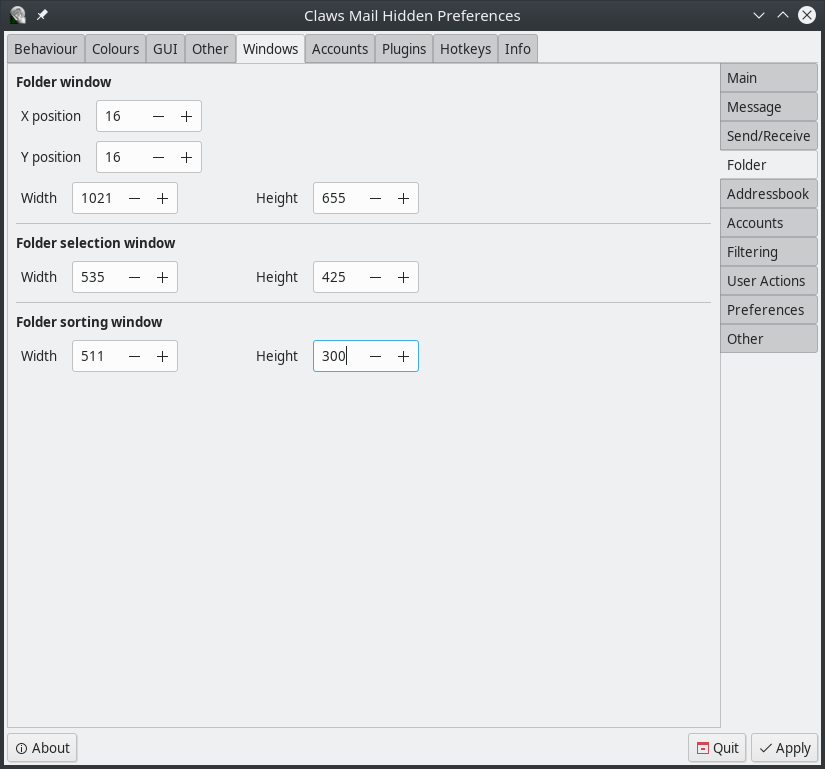 Claws Mail Hidden Preferences
Behaviour Colours GUI Other Windows Accounts Plugins Hotkeys Info
Folder window
X position 16
Y position 16
Width 1021 Height 655
Folder selection window
Width 535 Height 425
Folder sorting window
Width 511 Height 300
Main
Message
Send/Receive
Folder
Addressbook
Accounts
Filtering
User Actions
Preferences
Other
About Quit Apply